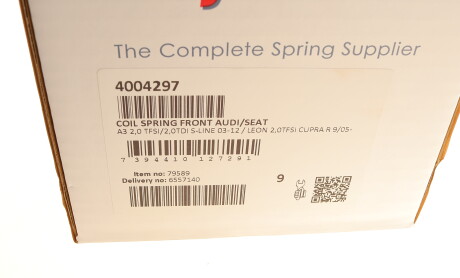 The Complete Spring Supplier
4004297
COIL SPRING FRONT AUDI/SEAT
A3 2,0 TFSI/2,0TDI S-LINE 03-12 / LEON 2,0TFSI CUPRA R 9/05-
7 394410 127291
Item no: 79589
Delivery no: 6557140
9